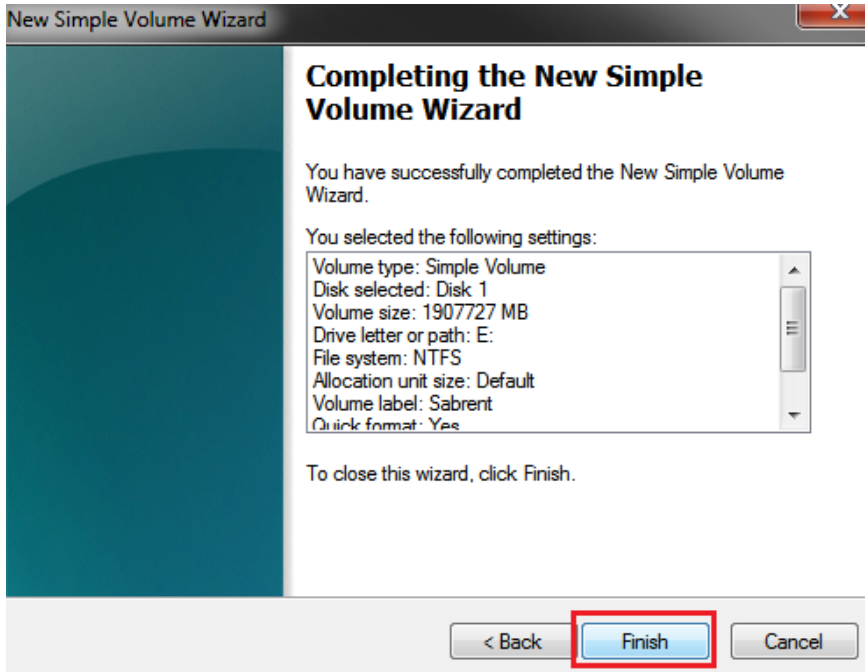 New Simple Volume Wizard
X
Completing the New Simple
Volume Wizard
You have successfully completed the New Simple Volume
Wizard.
You selected the following settings:
Volume type: Simple Volume
Disk selected: Disk 1
Volume size: 1907727 MB
Drive letter or path: E:
File system: NTFS
Allocation unit size: Default
Volume label: Sabrent
Quick format: Yes
To close this wizard, click Finish.
< Back Finish Cancel